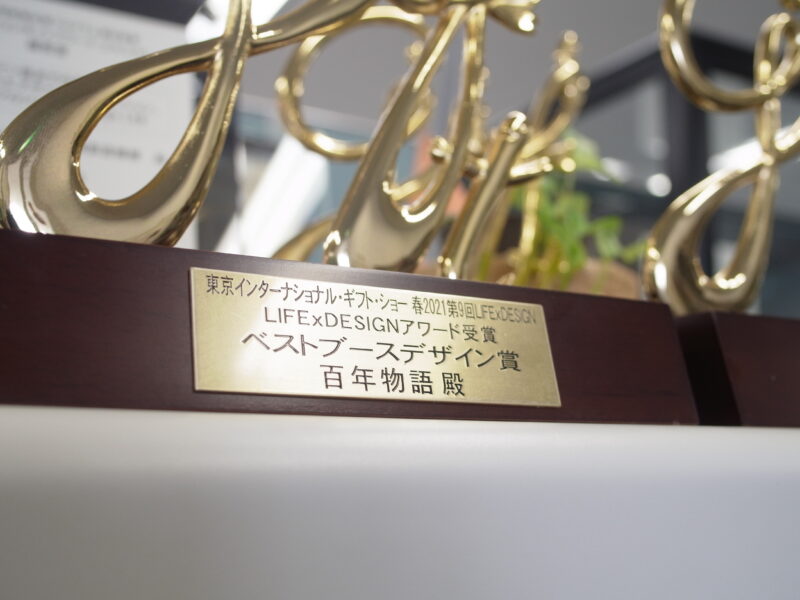 東京インターナショナル・ギフト・ショー 春2021第9回LIFExDESIGN
LIFExDESIGNアワード受賞
ベストブースデザイン賞
百年物語 殿